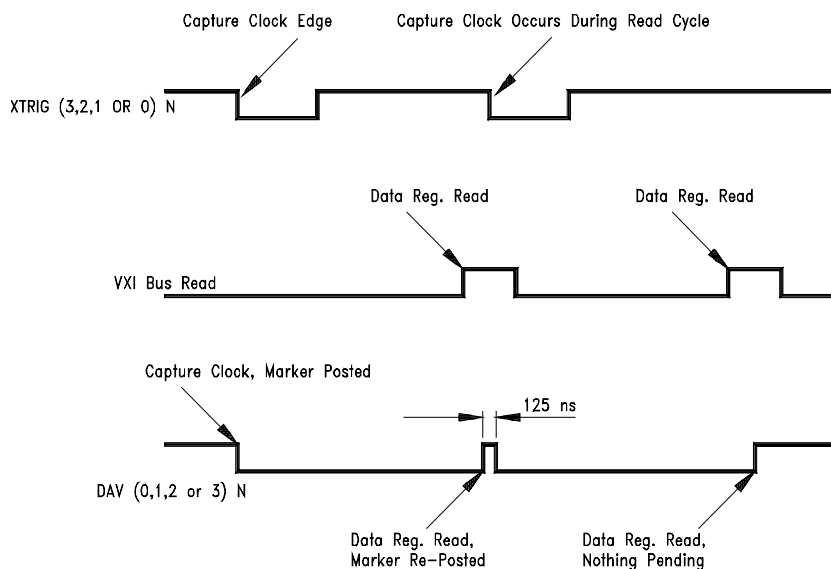 Capture Clock Edge
Capture Clock Occurs During Read Cycle
XTRIG (3,2,1 OR 0) N
Data Reg. Read
Data Reg. Read
VXI Bus Read
Capture Clock, Marker Posted
125 ns
DAV (0,1,2 or 3) N
Data Reg. Read,
Marker Re-Posted
Data Reg. Read,
Nothing Pending